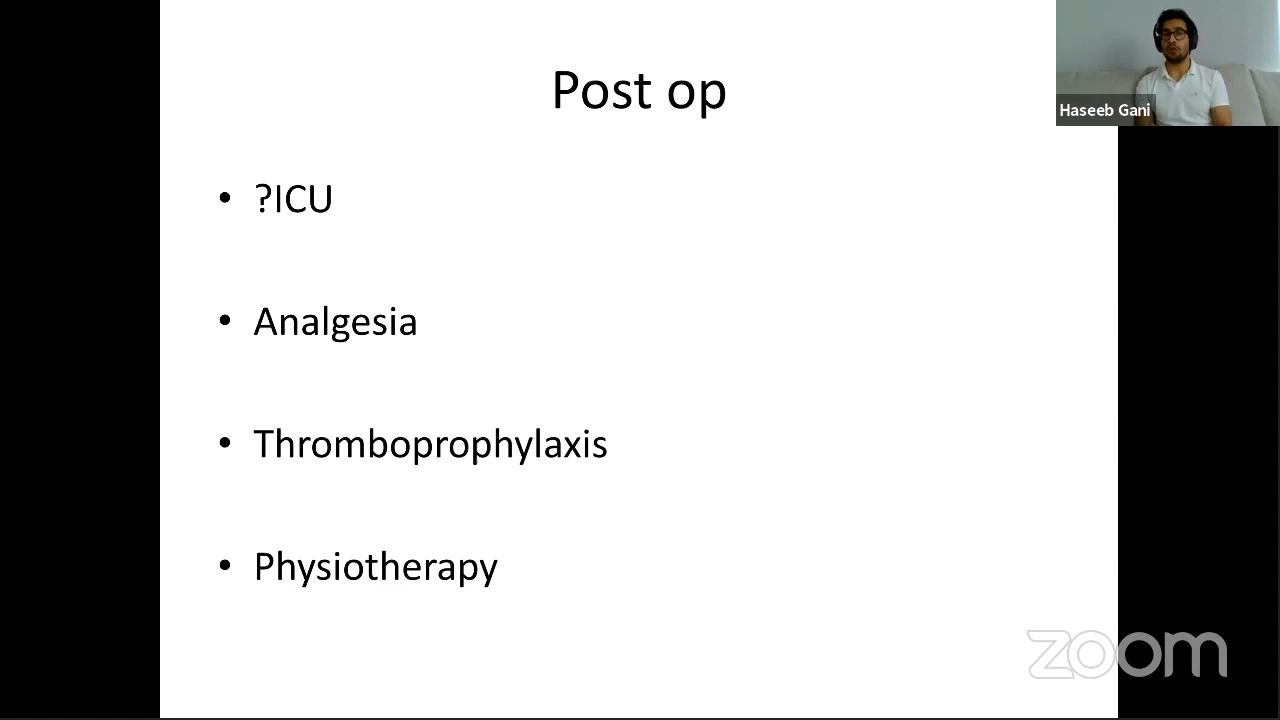 Post op
Haseeb Gani
• ?ICU
• Analgesia
• Thromboprophylaxis
• Physiotherapy
zoom